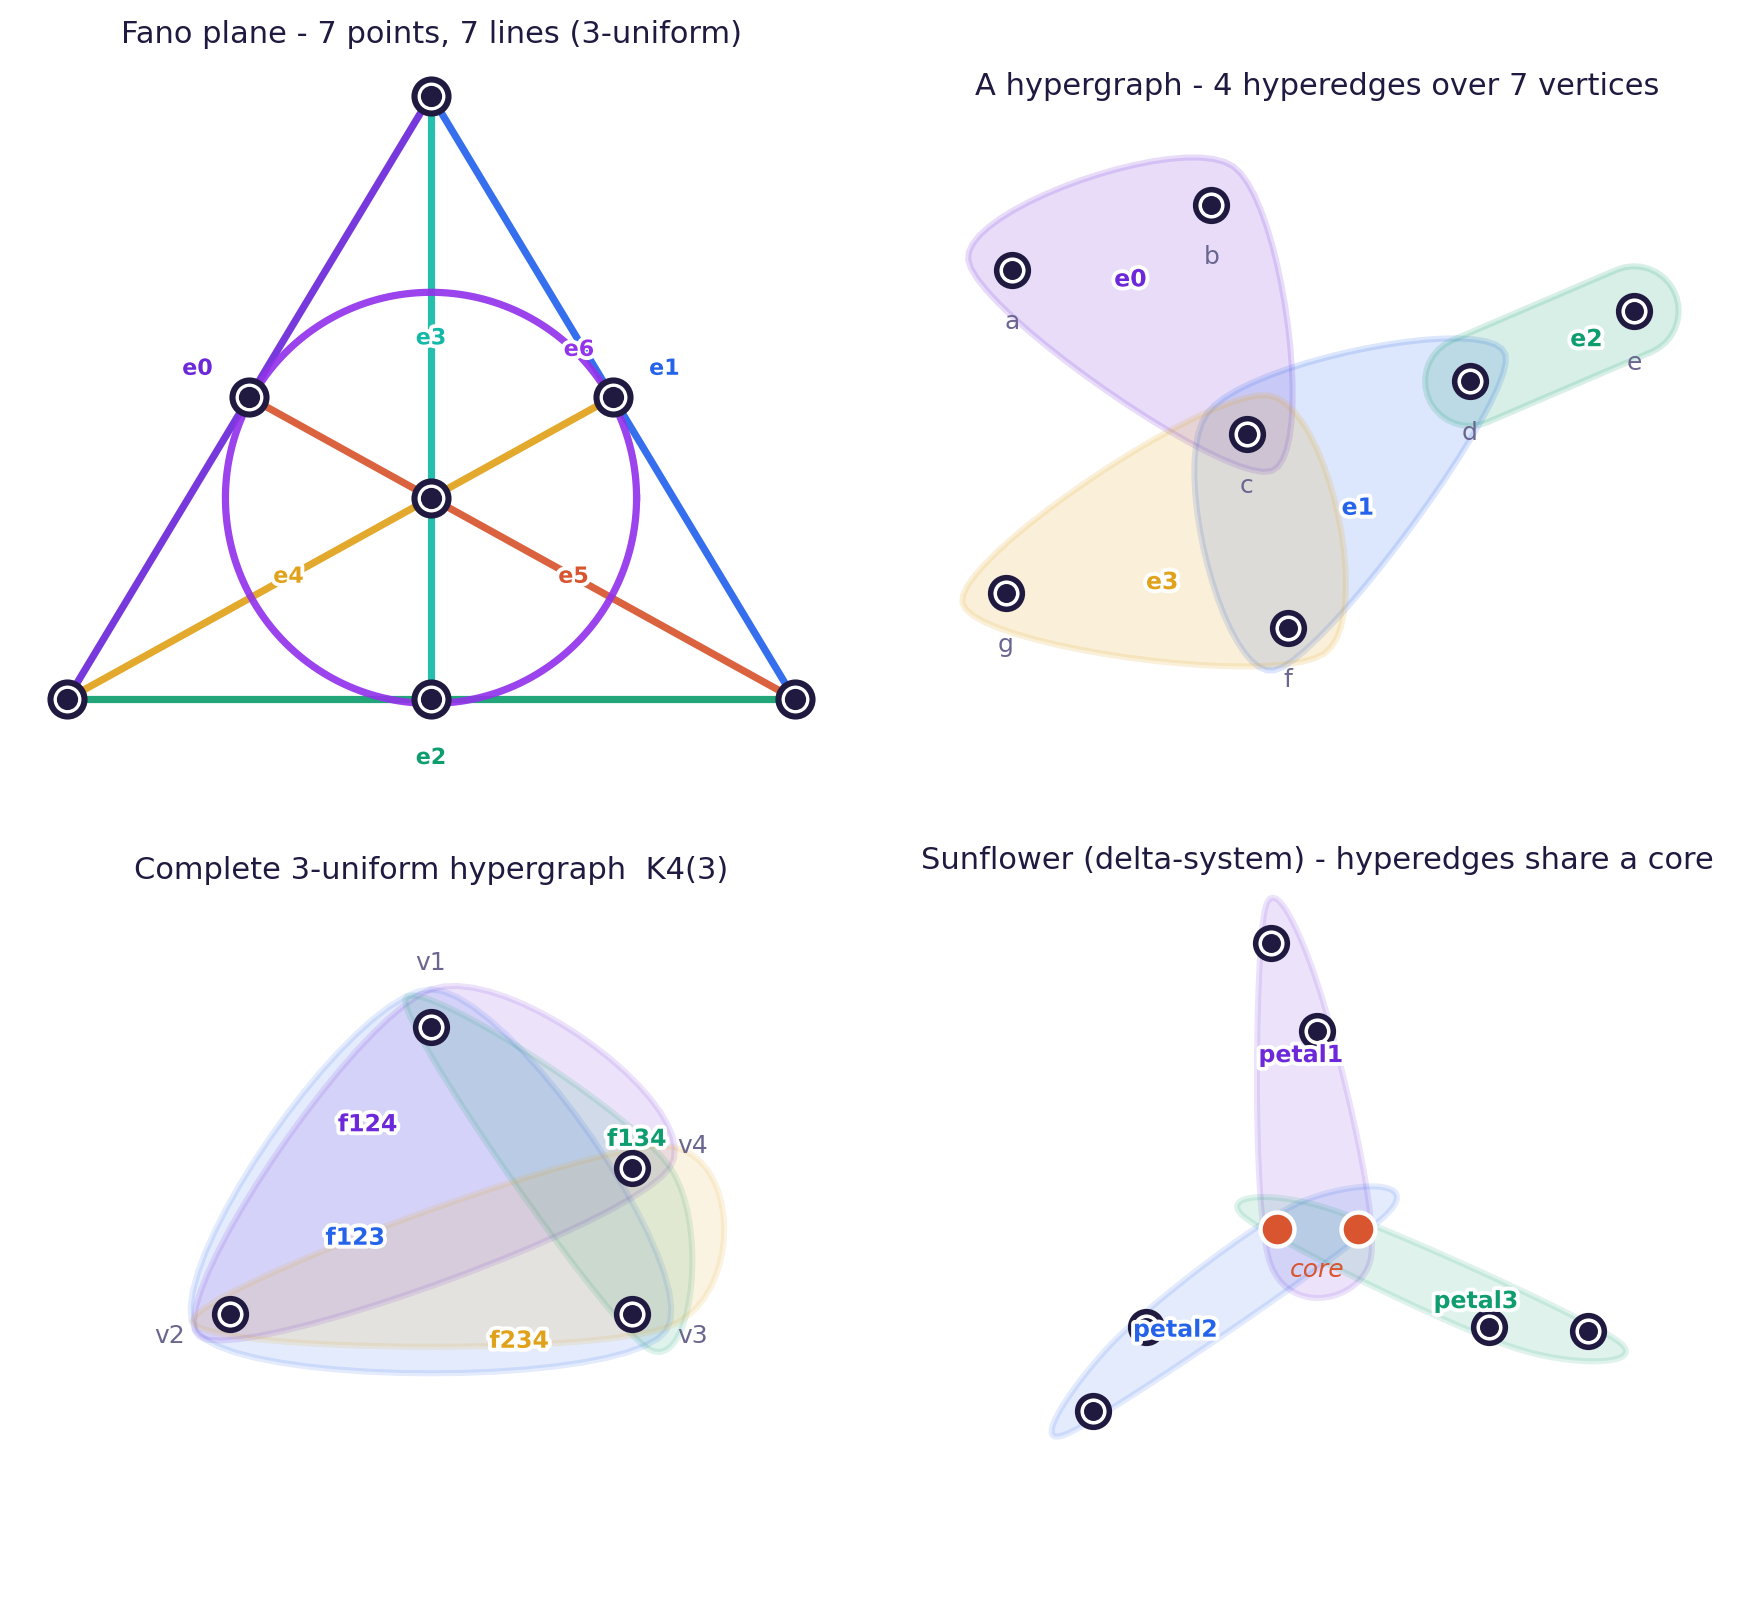 Fano plane - 7 points, 7 lines (3-uniform)
e3
e6
e0
e1
e4
e5
e2
A hypergraph - 4 hyperedges over 7 vertices
b
e0
a
e2
e
d
c
e1
e3
g
f
Complete 3-uniform hypergraph K4(3)
v1
f124
f134
v4
f123
v2
f234
v3
Sunflower (delta-system) - hyperedges share a core
petal1
core
petal3
petal2